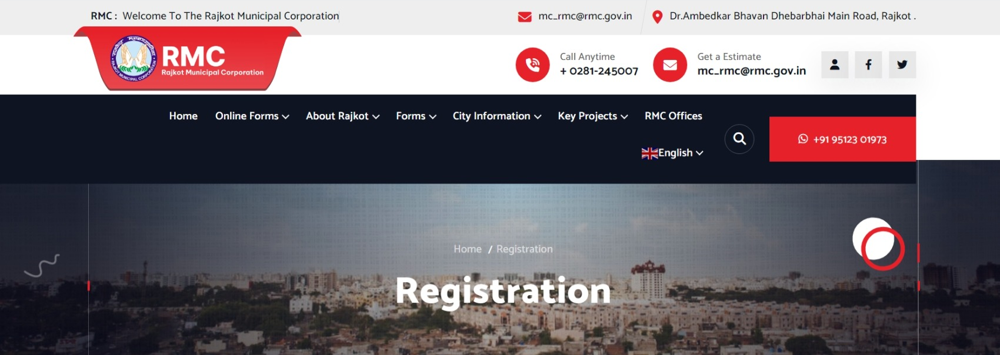 RMC : Welcome To The Rajkot Municipal Corporation
mc_rmc@rmc.gov.in
Dr.Ambedkar Bhavan Dhebarbhai Main Road, Rajkot .
RMC
Rajkot Municipal Corporation
Call Anytime
+ 0281-245007
Get a Estimate
mc_rmc@rmc.gov.in
Home Online Forms About Rajkot Forms City Information Key Projects RMC Offices
English
+91 95123 01973
Home / Registration
Registration